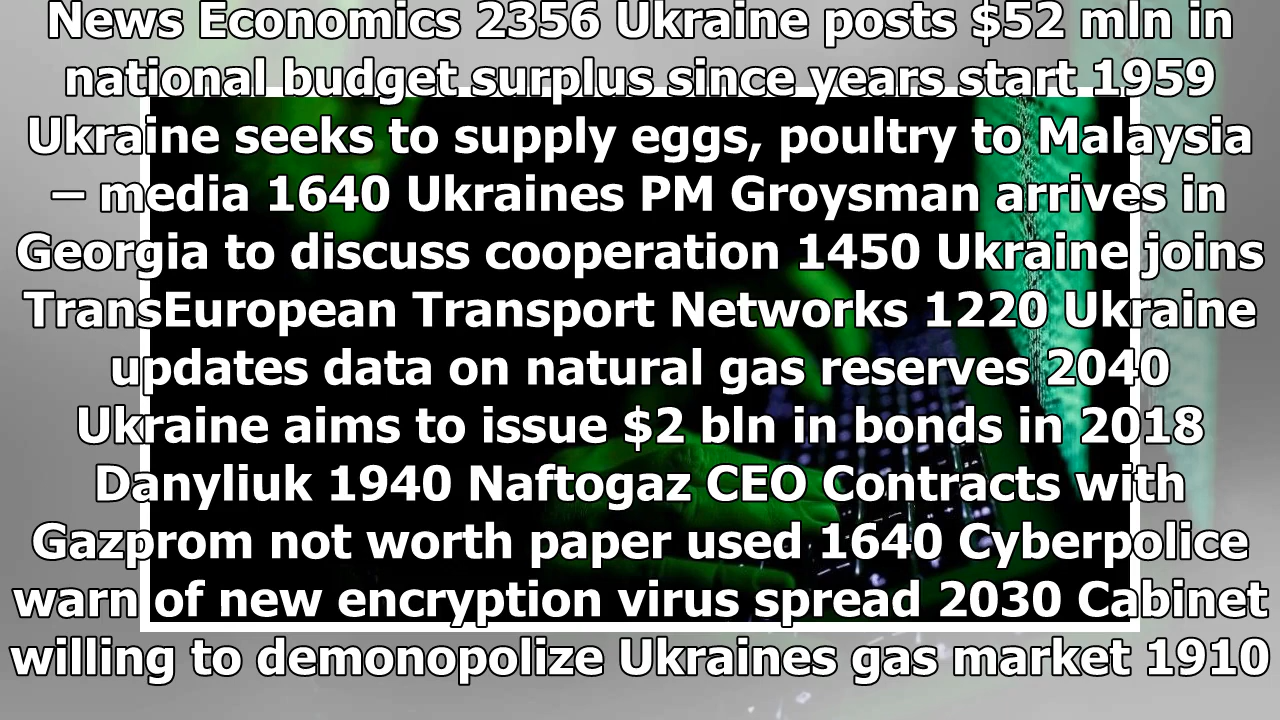 News Economics 2356 Ukraine posts $52 mln in
national budget surplus since years start 1959
Ukraine seeks to supply eggs, poultry to Malaysia
– media 1640 Ukraines PM Groysman arrives in
Georgia to discuss cooperation 1450 Ukraine joins
TransEuropean Transport Networks 1220 Ukraine
updates data on natural gas reserves 2040
Ukraine aims to issue $2 bln in bonds in 2018
Danyliuk 1940 Naftogaz CEO Contracts with
Gazprom not worth paper used 1640 Cyberpolice
warn of new encryption virus spread 2030 Cabinet
willing to demonopolize Ukraines gas market 1910